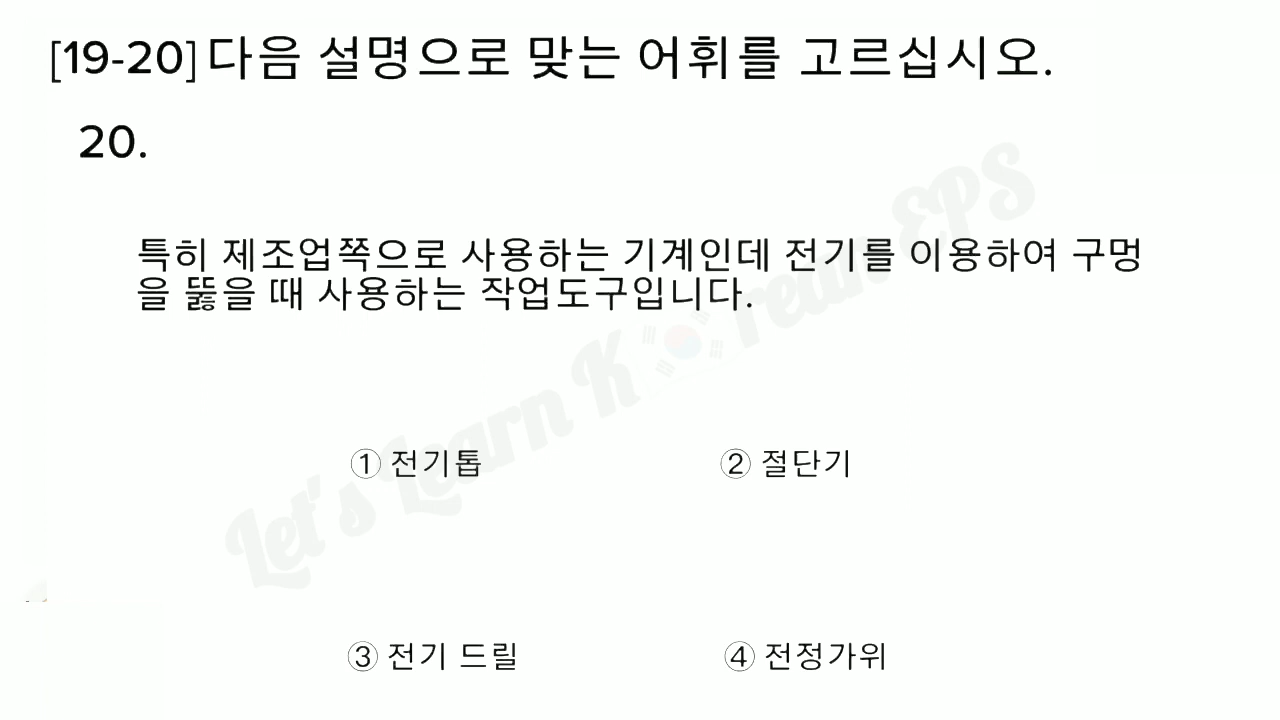 [19-20] 다음 설명으로 맞는 어휘를 고르십시오.
20.
특히 제조업쪽으로 사용하는 기계인데 전기를 이용하여 구멍
을 뚫을 때 사용하는 작업도구입니다.
① 전기톱 ② 절단기
③ 전기 드릴 ④ 전정가위
Let's Learn Korean EPS